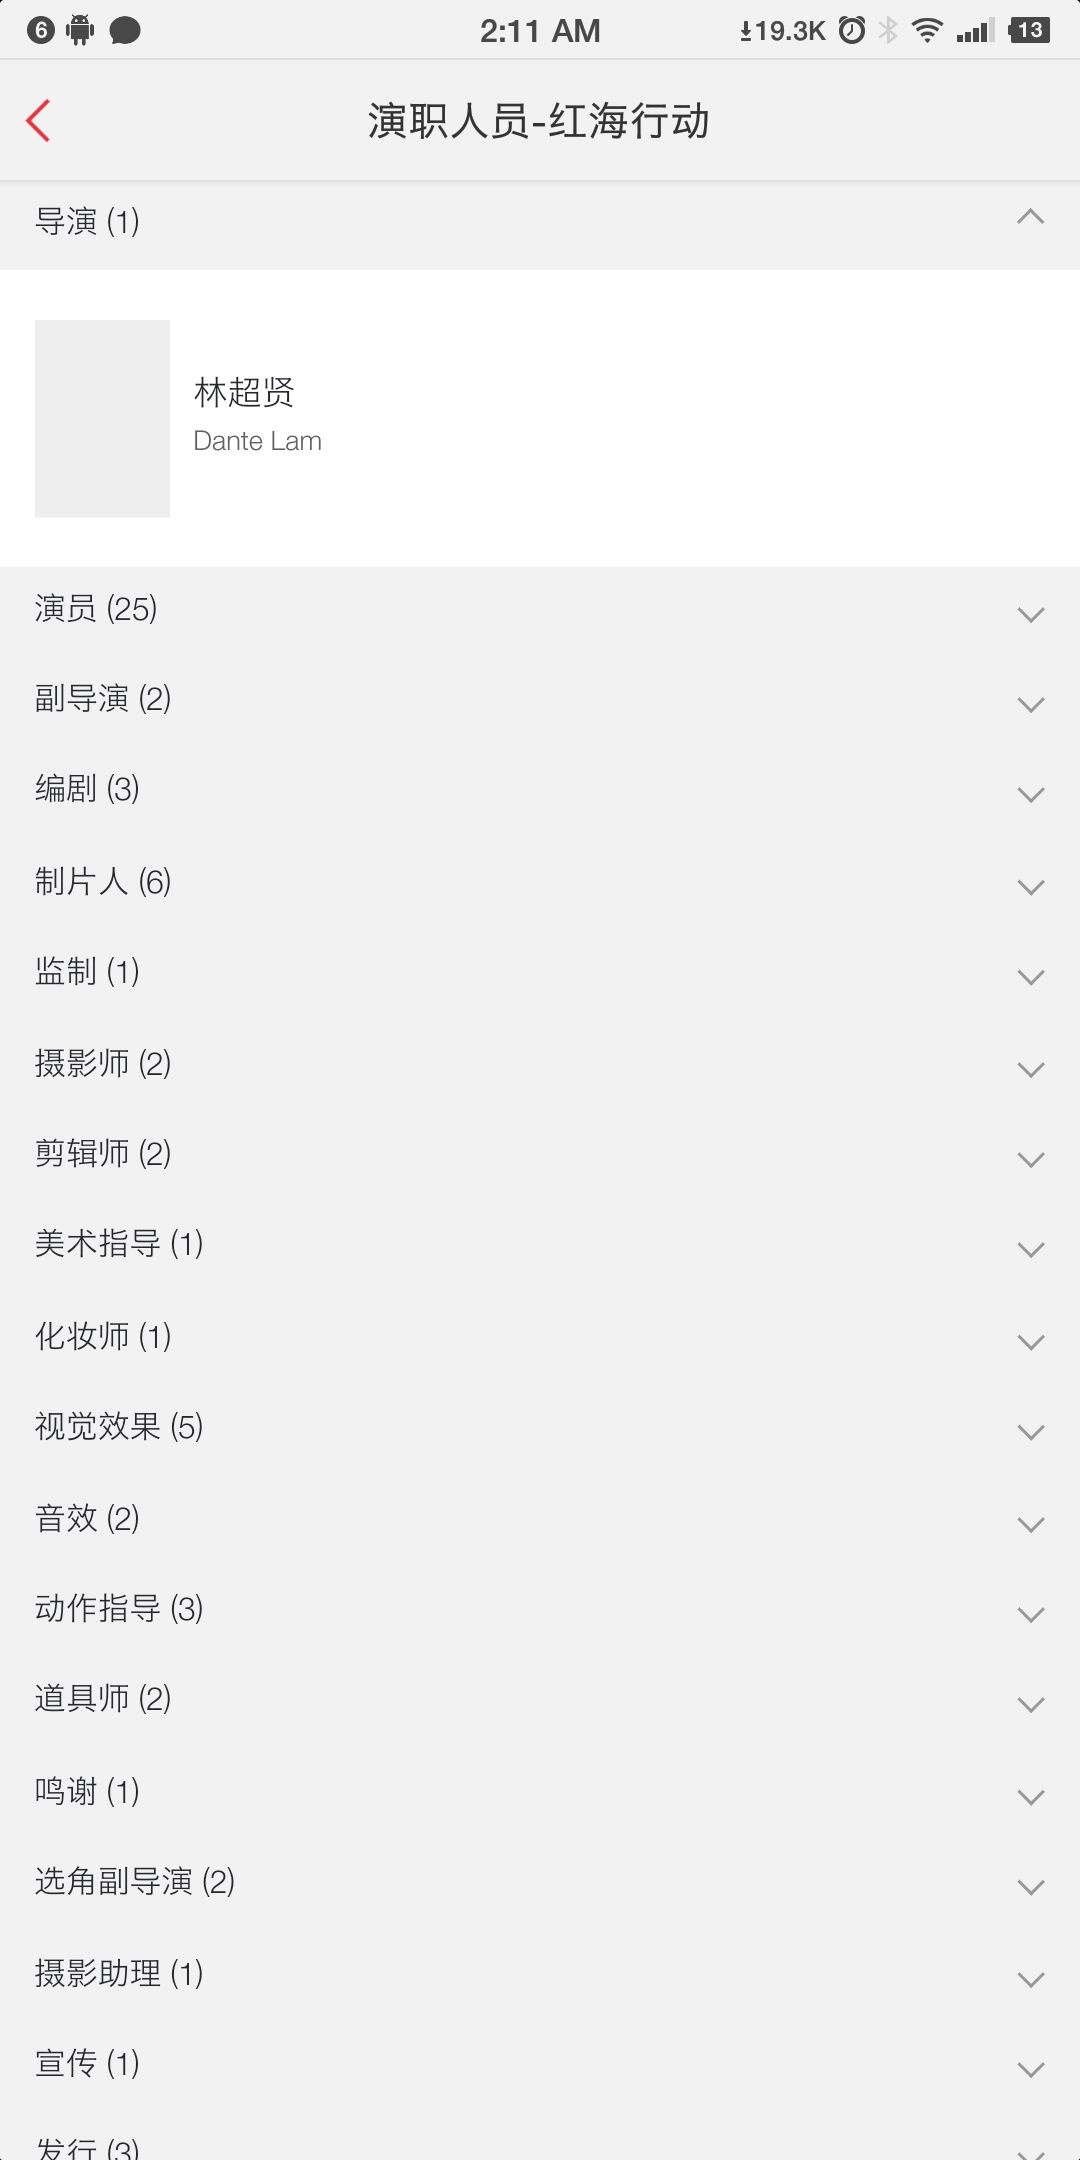 6
2:11 AM
19.3K
13
演职人员-红海行动
导演 (1)
林超贤
Dante Lam
演员 (25)
副导演 (2)
编剧 (3)
制片人 (6)
监制 (1)
摄影师 (2)
剪辑师 (2)
美术指导 (1)
化妆师 (1)
视觉效果 (5)
音效 (2)
动作指导 (3)
道具师 (2)
鸣谢 (1)
选角副导演 (2)
摄影助理 (1)
宣传 (1)
发行 (3)